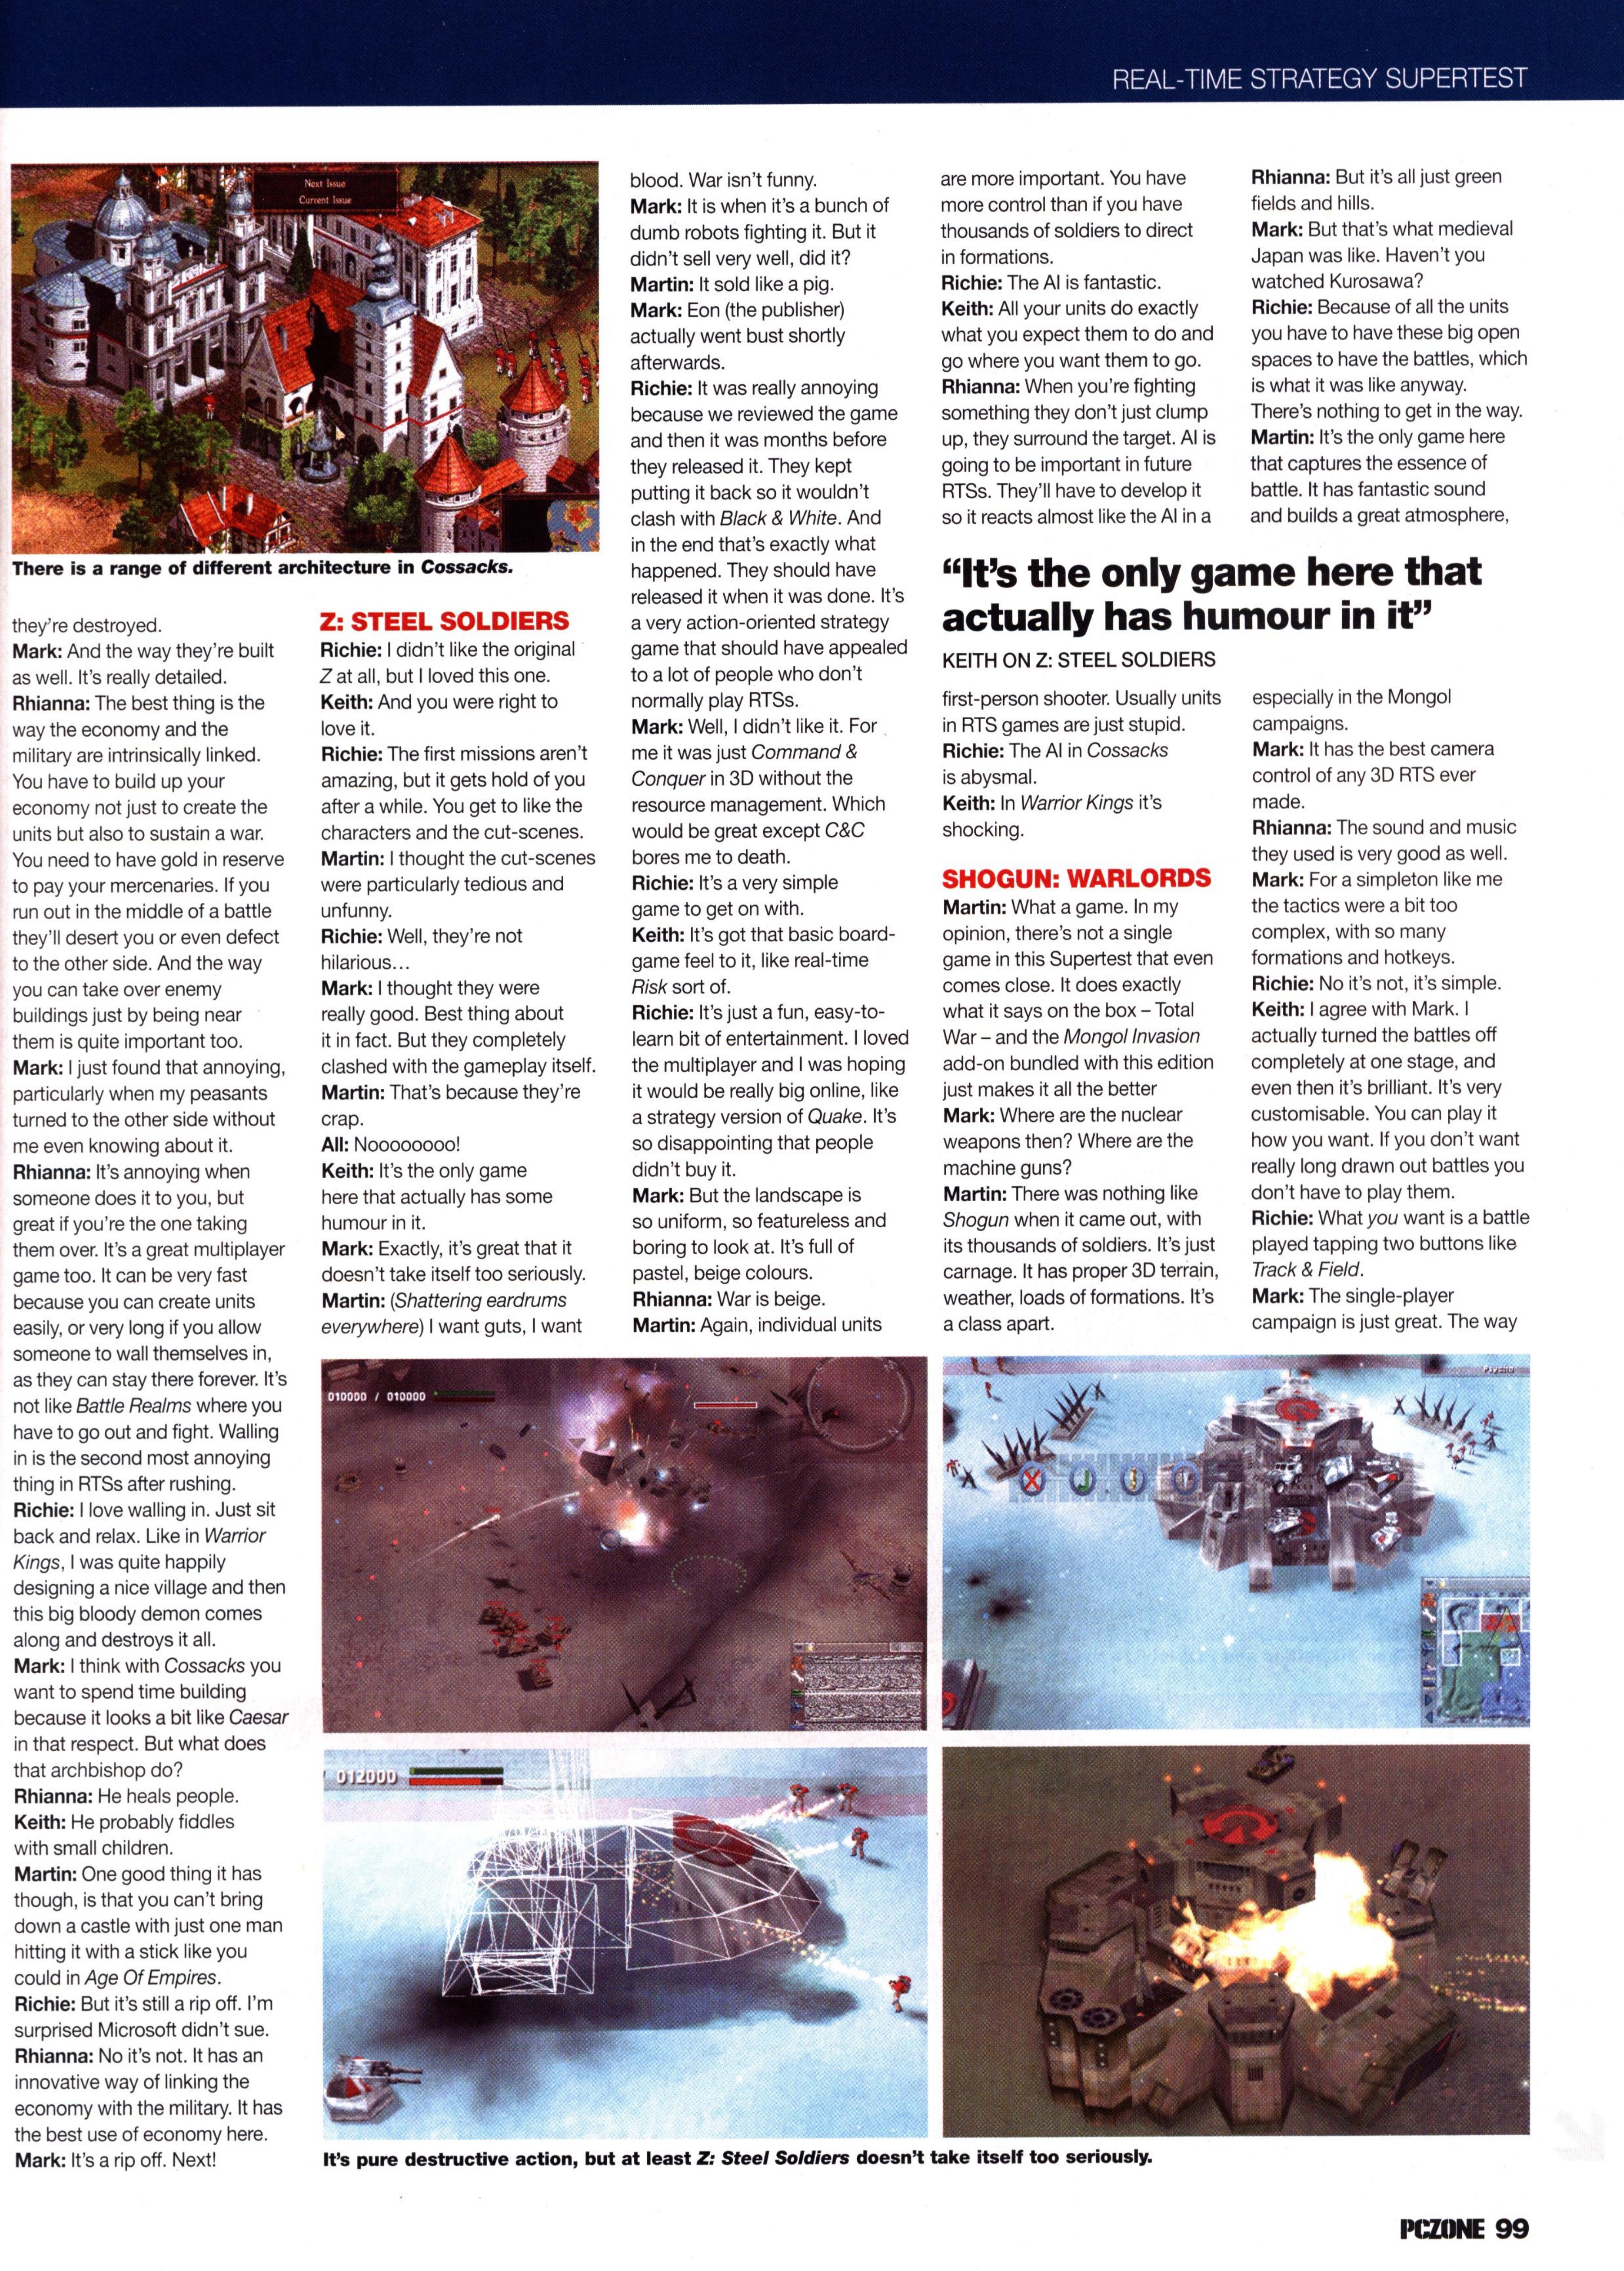 REAL-TIME STRATEGY SUPERTEST
Next Issue
Current Issue
There is a range of different architecture in Cossacks.
they're destroyed.
Mark: And the way they're built
as well. It's really detailed.
Rhianna: The best thing is the
way the economy and the
military are intrinsically linked.
You have to build up your
economy not just to create the
units but also to sustain a war.
You need to have gold in reserve
to pay your mercenaries. If you
run out in the middle of a battle
they'll desert you or even defect
to the other side. And the way
you can take over enemy
buildings just by being near
them is quite important too.
Mark: I just found that annoying,
particularly when my peasants
turned to the other side without
me even knowing about it.
Rhianna: It's annoying when
someone does it to you, but
great if you're the one taking
them over. It's a great multiplayer
game too. It can be very fast
because you can create units
easily, or very long if you allow
someone to wall themselves in,
as they can stay there forever. It's
not like Battle Realms where you
have to go out and fight. Walling
in is the second most annoying
thing in RTSs after rushing.
Richie: I love walling in. Just sit
back and relax. Like in Warrior
Kings, I was quite happily
designing a nice village and then
this big bloody demon comes
along and destroys it all.
Mark: I think with Cossacks you
want to spend time building
because it looks a bit like Caesar
in that respect. But what does
that archbishop do?
Rhianna: He heals people.
Keith: He probably fiddles
with small children.
Martin: One good thing it has
though, is that you can't bring
down a castle with just one man
hitting it with a stick like you
could in Age Of Empires.
Richie: But it's still a rip off. I'm
surprised Microsoft didn't sue.
Rhianna: No it's not. It has an
innovative way of linking the
economy with the military. It has
the best use of economy here.
Mark: It's a rip off. Next!
Z: STEEL SOLDIERS
Richie: I didn't like the original
Z at all, but I loved this one.
Keith: And you were right to
love it.
Richie: The first missions aren't
amazing, but it gets hold of you
after a while. You get to like the
characters and the cut-scenes.
Martin: I thought the cut-scenes
were particularly tedious and
unfunny.
Richie: Well, they're not
hilarious...
Mark: I thought they were
really good. Best thing about
it in fact. But they completely
clashed with the gameplay itself.
Martin: That's because they're
crap.
All: Noooooooo!
Keith: It's the only game
here that actually has some
humour in it.
Mark: Exactly, it's great that it
doesn't take itself too seriously.
Martin: (Shattering eardrums
everywhere) I want guts, I want
blood. War isn't funny.
Mark: It is when it's a bunch of
dumb robots fighting it. But it
didn't sell very well, did it?
Martin: It sold like a pig.
Mark: Eon (the publisher)
actually went bust shortly
afterwards.
Richie: It was really annoying
because we reviewed the game
and then it was months before
they released it. They kept
putting it back so it wouldn't
clash with Black & White. And
in the end that's exactly what
happened. They should have
released it when it was done. It's
a very action-oriented strategy
game that should have appealed
to a lot of people who don't
normally play RTSs.
Mark: Well, I didn't like it. For
me it was just Command &
Conquer in 3D without the
resource management. Which
would be great except C&C
bores me to death.
Richie: It's a very simple
game to get on with.
Keith: It's got that basic board-
game feel to it, like real-time
Risk sort of.
Richie: It's just a fun, easy-to-
learn bit of entertainment. I loved
the multiplayer and I was hoping
it would be really big online, like
a strategy version of Quake. It's
so disappointing that people
didn't buy it.
Mark: But the landscape is
so uniform, so featureless and
boring to look at. It's full of
pastel, beige colours.
Rhianna: War is beige.
Martin: Again, individual units
are more important. You have
more control than if you have
thousands of soldiers to direct
in formations.
Richie: The AI is fantastic.
Keith: All your units do exactly
what you expect them to do and
go where you want them to go.
Rhianna: When you're fighting
something they don't just clump
up, they surround the target. AI is
going to be important in future
RTSs. They'll have to develop it
so it reacts almost like the AI in a
"It's the only game here that
actually has humour in it"
KEITH ON Z: STEEL SOLDIERS
first-person shooter. Usually units
in RTS games are just stupid.
Richie: The AI in Cossacks
is abysmal.
Keith: In Warrior Kings it's
shocking.
SHOGUN: WARLORDS
Martin: What a game. In my
opinion, there's not a single
game in this Supertest that even
comes close. It does exactly
what it says on the box – Total
War – and the Mongol Invasion
add-on bundled with this edition
just makes it all the better
Mark: Where are the nuclear
weapons then? Where are the
machine guns?
Martin: There was nothing like
Shogun when it came out, with
its thousands of soldiers. It's just
carnage. It has proper 3D terrain,
weather, loads of formations. It's
a class apart.
Rhianna: But it's all just green
fields and hills.
Mark: But that's what medieval
Japan was like. Haven't you
watched Kurosawa?
Richie: Because of all the units
you have to have these big open
spaces to have the battles, which
is what it was like anyway.
There's nothing to get in the way.
Martin: It's the only game here
that captures the essence of
battle. It has fantastic sound
and builds a great atmosphere,
especially in the Mongol
campaigns.
Mark: It has the best camera
control of any 3D RTS ever
made.
Rhianna: The sound and music
they used is very good as well.
Mark: For a simpleton like me
the tactics were a bit too
complex, with so many
formations and hotkeys.
Richie: No it's not, it's simple.
Keith: I agree with Mark. I
actually turned the battles off
completely at one stage, and
even then it's brilliant. It's very
customisable. You can play it
how you want. If you don't want
really long drawn out battles you
don't have to play them.
Richie: What you want is a battle
played tapping two buttons like
Track & Field.
Mark: The single-player
campaign is just great. The way
010000 / 010000
Psycho
012000
It's pure destructive action, but at least Z: Steel Soldiers doesn't take itself too seriously.
PCZONE 99